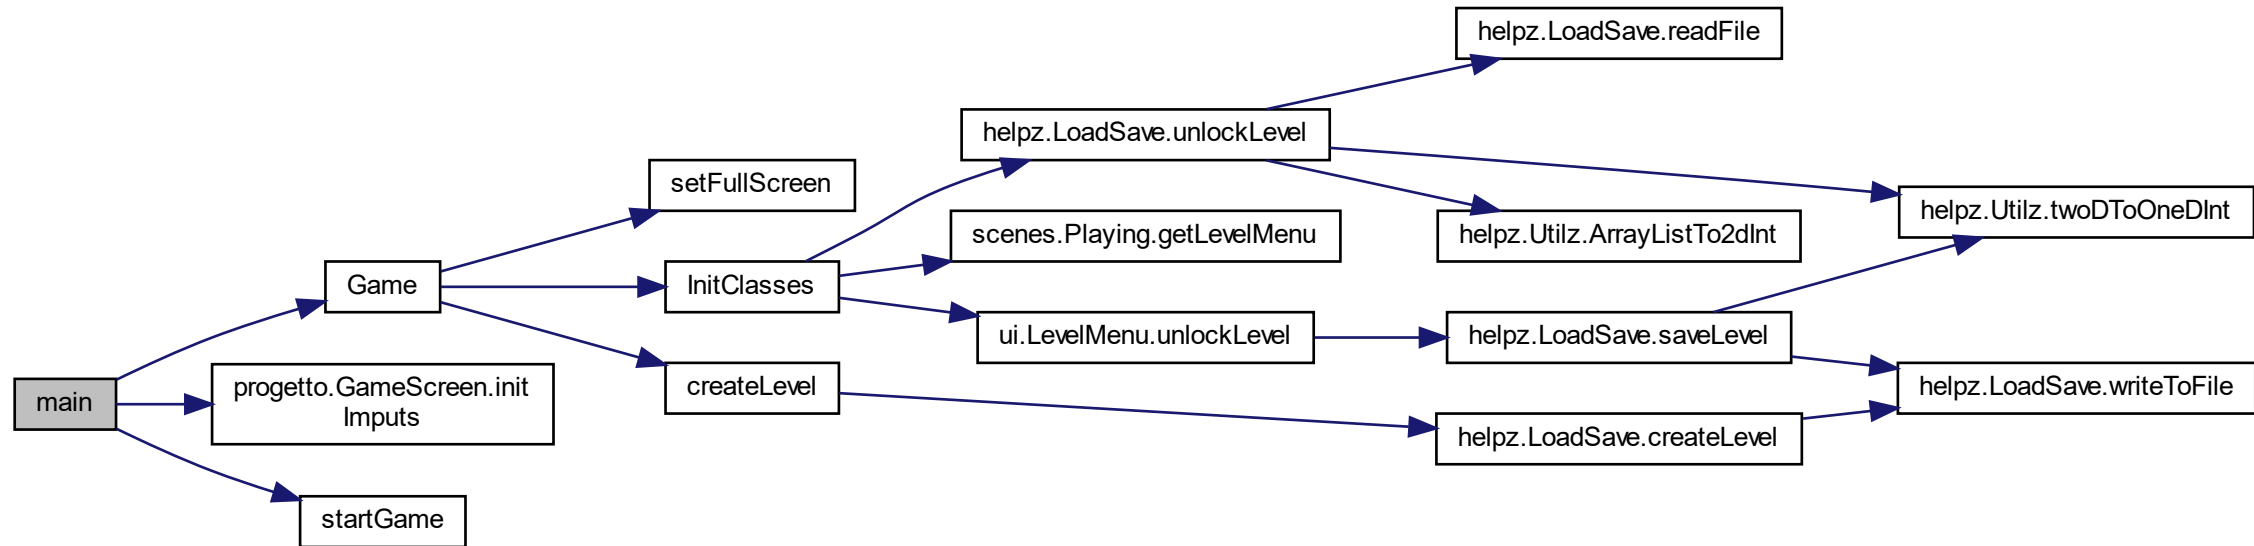 helpz.LoadSave.readFile
helpz.LoadSave.unlockLevel
setFullScreen
helpz.Utilz.twoDToOneDInt
scenes.Playing.getLevelMenu
helpz.Utilz.ArrayListTo2dInt
Game
InitClasses
ui.LevelMenu.unlockLevel
helpz.LoadSave.saveLevel
main
progetto.GameScreen.init
Imputs
createLevel
helpz.LoadSave.writeToFile
helpz.LoadSave.createLevel
startGame